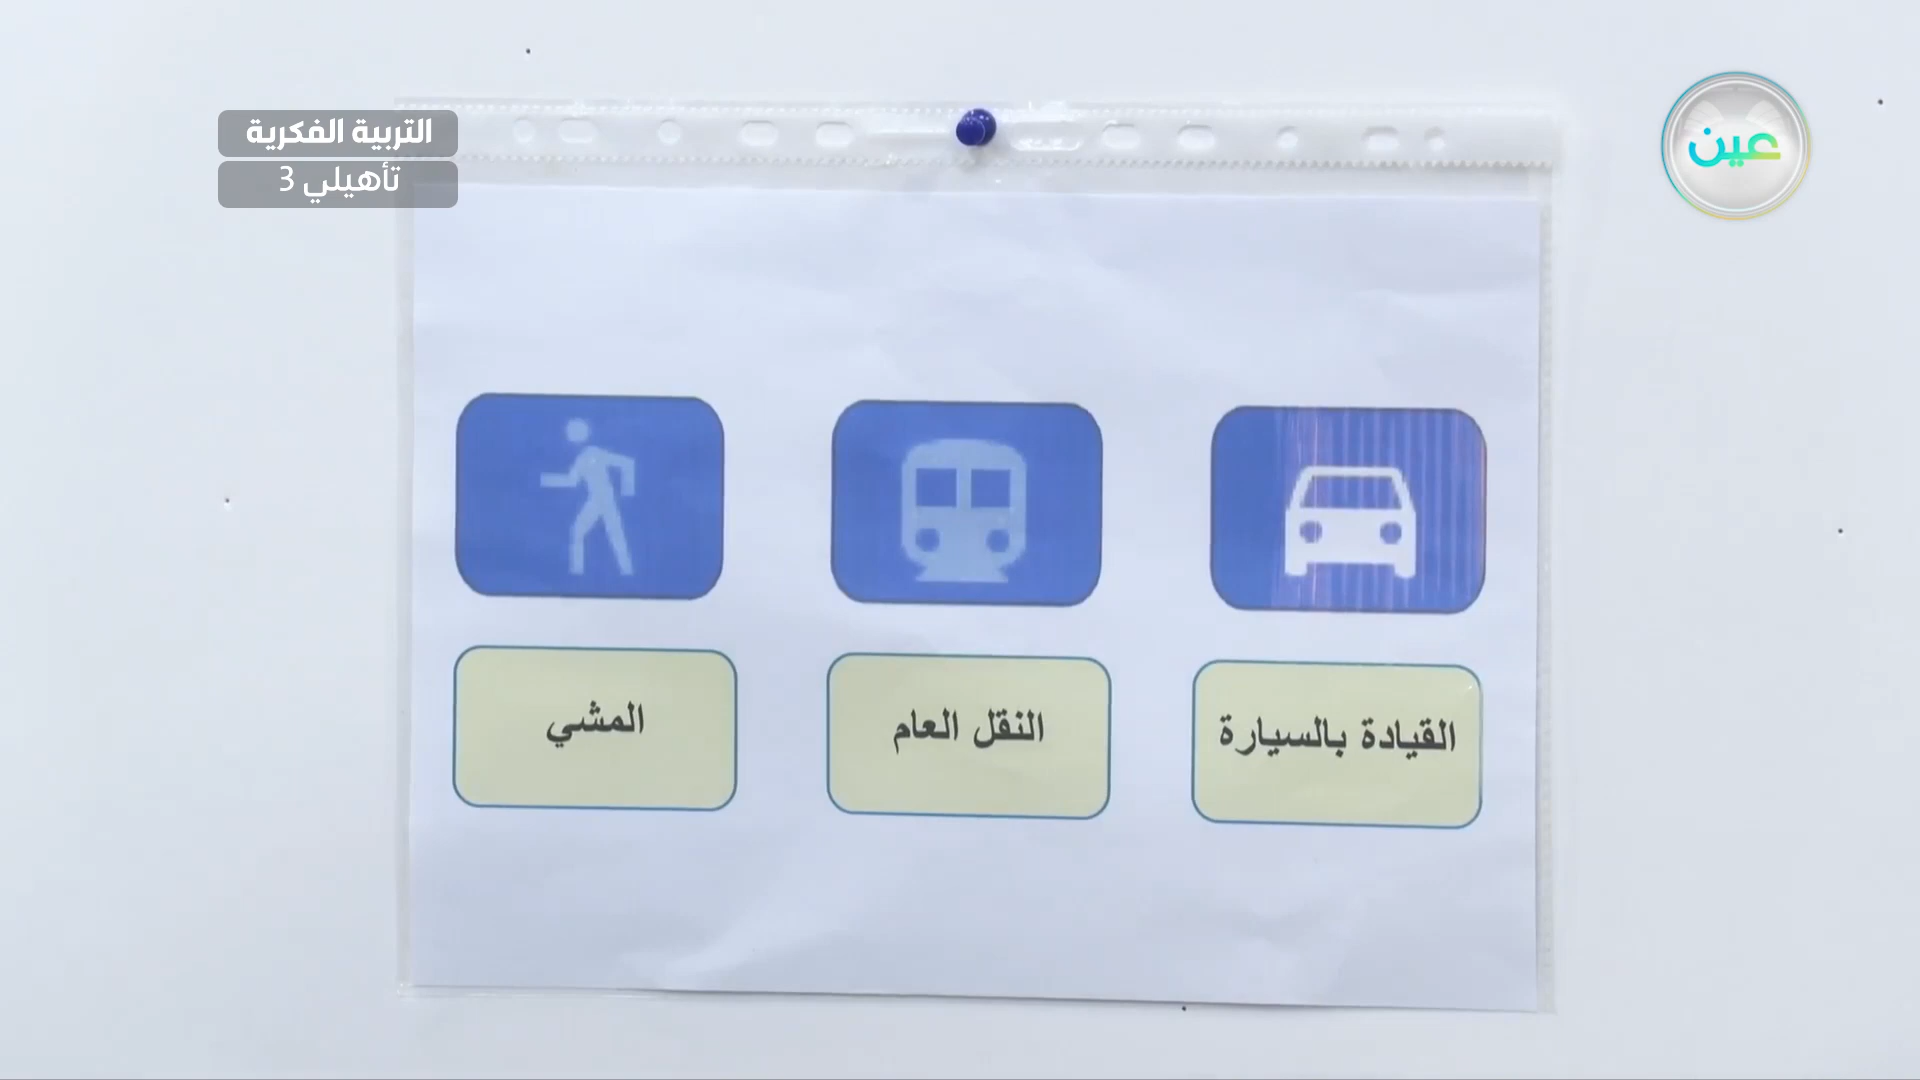 التربية الفكرية
تأهيلي 3
عين
القيادة بالسيارة
النقل العام
المشي